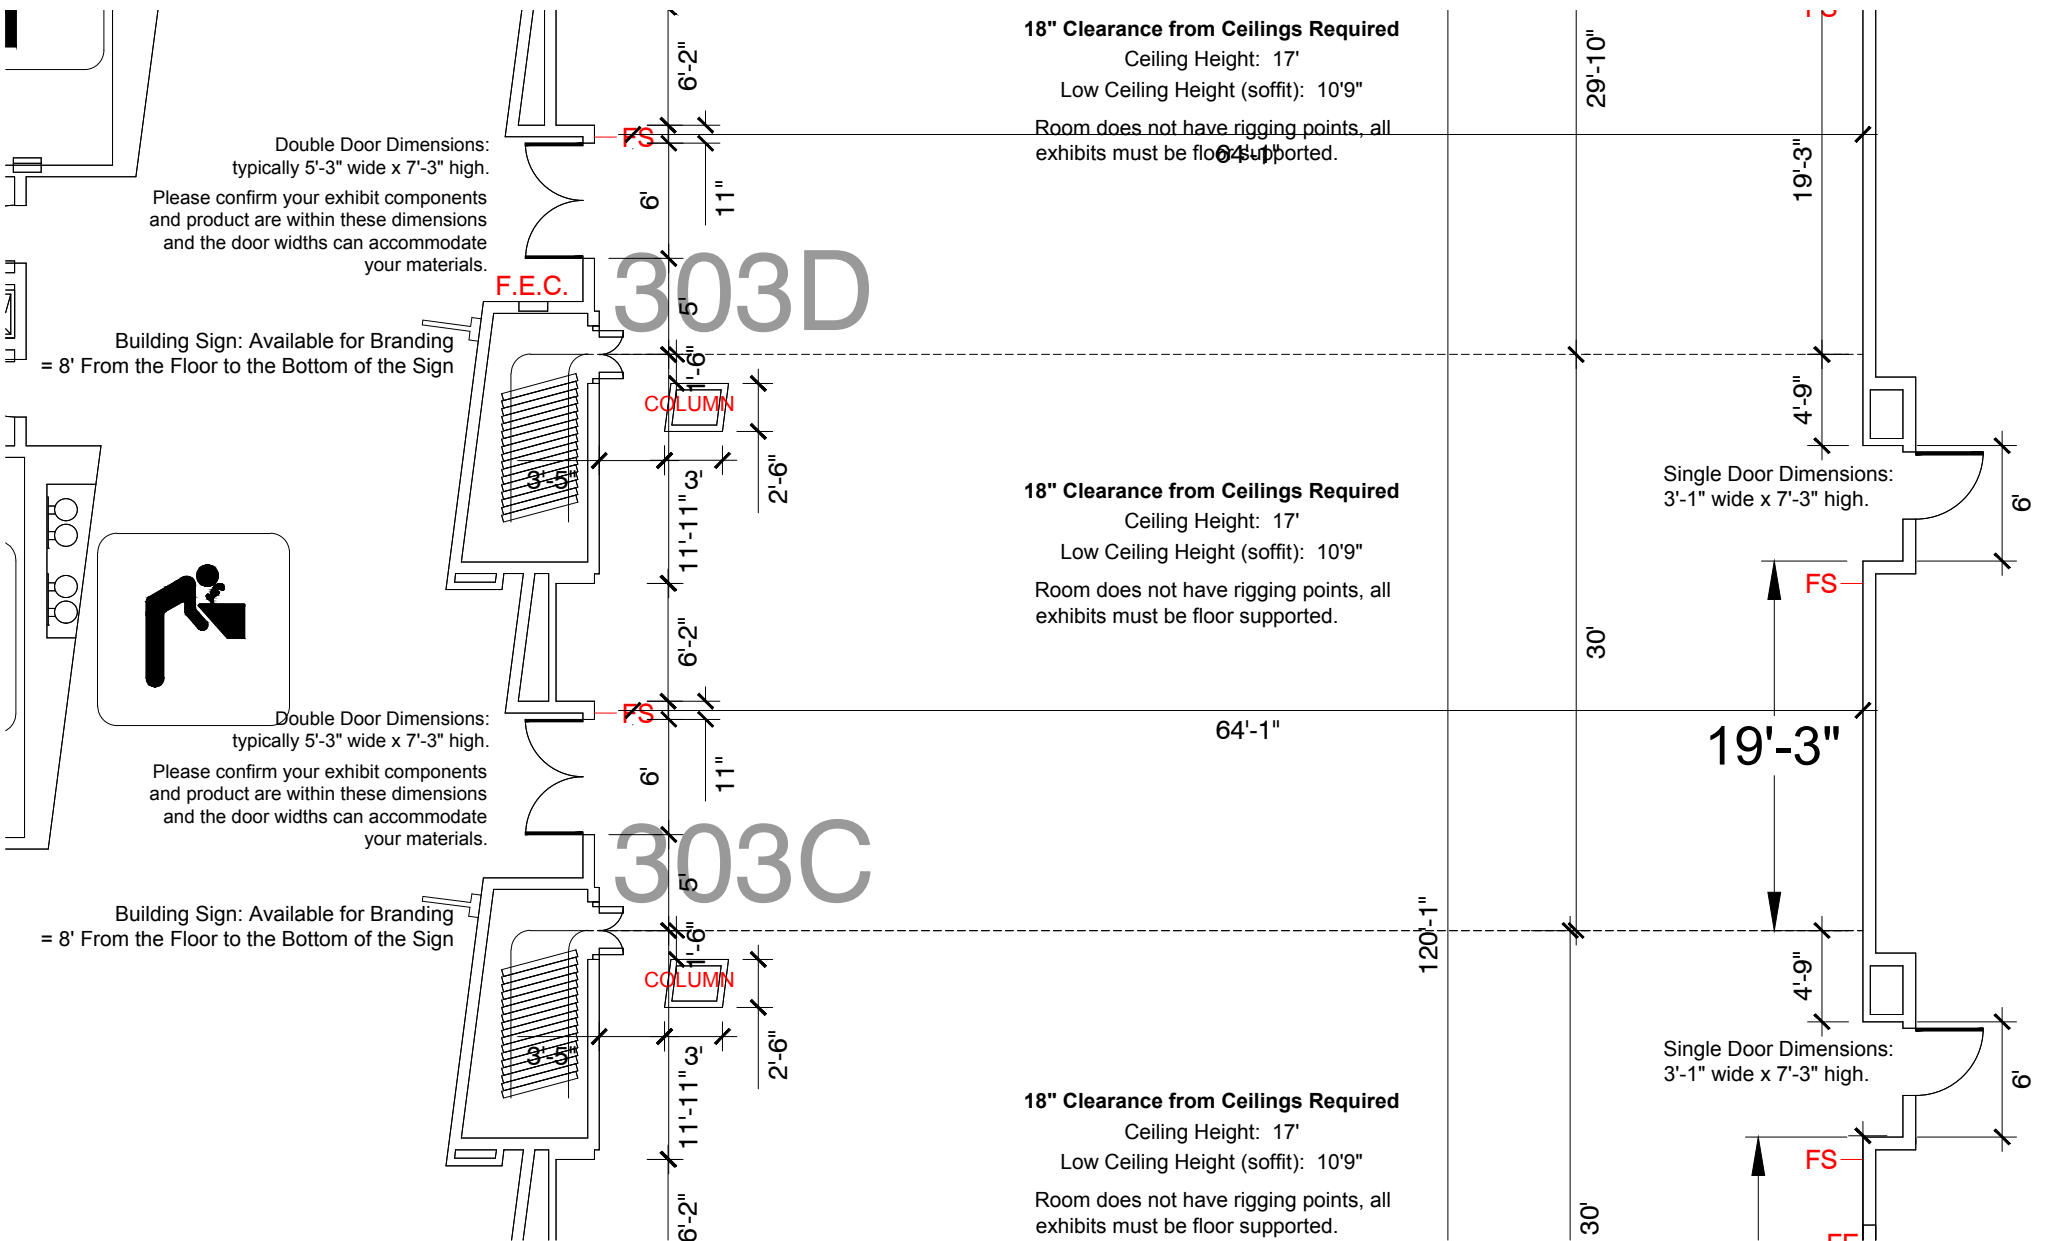 FS
18" Clearance from Ceilings Required
Ceiling Height: 17'
Low Ceiling Height (soffit): 10'9"
Room does not have rigging points, all
exhibits must be floor supported.
64'-1"
6'-2"
29'-10"
19'-3"
Double Door Dimensions:
typically 5'-3" wide x 7'-3" high.
Please confirm your exhibit components
and product are within these dimensions
and the door widths can accommodate
your materials.
FS
6'
11"
303D
F.E.C.
5'
Building Sign: Available for Branding
= 8' From the Floor to the Bottom of the Sign
1'-6"
COLUMN
4'-9"
3'-5"
3'
2'-6"
11'-11"
18" Clearance from Ceilings Required
Ceiling Height: 17'
Low Ceiling Height (soffit): 10'9"
Room does not have rigging points, all
exhibits must be floor supported.
Single Door Dimensions:
3'-1" wide x 7'-3" high.
6'
FS
6'-2"
30'
Double Door Dimensions:
typically 5'-3" wide x 7'-3" high.
Please confirm your exhibit components
and product are within these dimensions
and the door widths can accommodate
your materials.
FS
64'-1"
19'-3"
6'
11"
303C
5'
Building Sign: Available for Branding
= 8' From the Floor to the Bottom of the Sign
1'-6"
120'-1"
COLUMN
4'-9"
3'-5"
3'
2'-6"
11'-11"
Single Door Dimensions:
3'-1" wide x 7'-3" high.
6'
18" Clearance from Ceilings Required
Ceiling Height: 17'
Low Ceiling Height (soffit): 10'9"
Room does not have rigging points, all
exhibits must be floor supported.
FS
6'-2"
30'